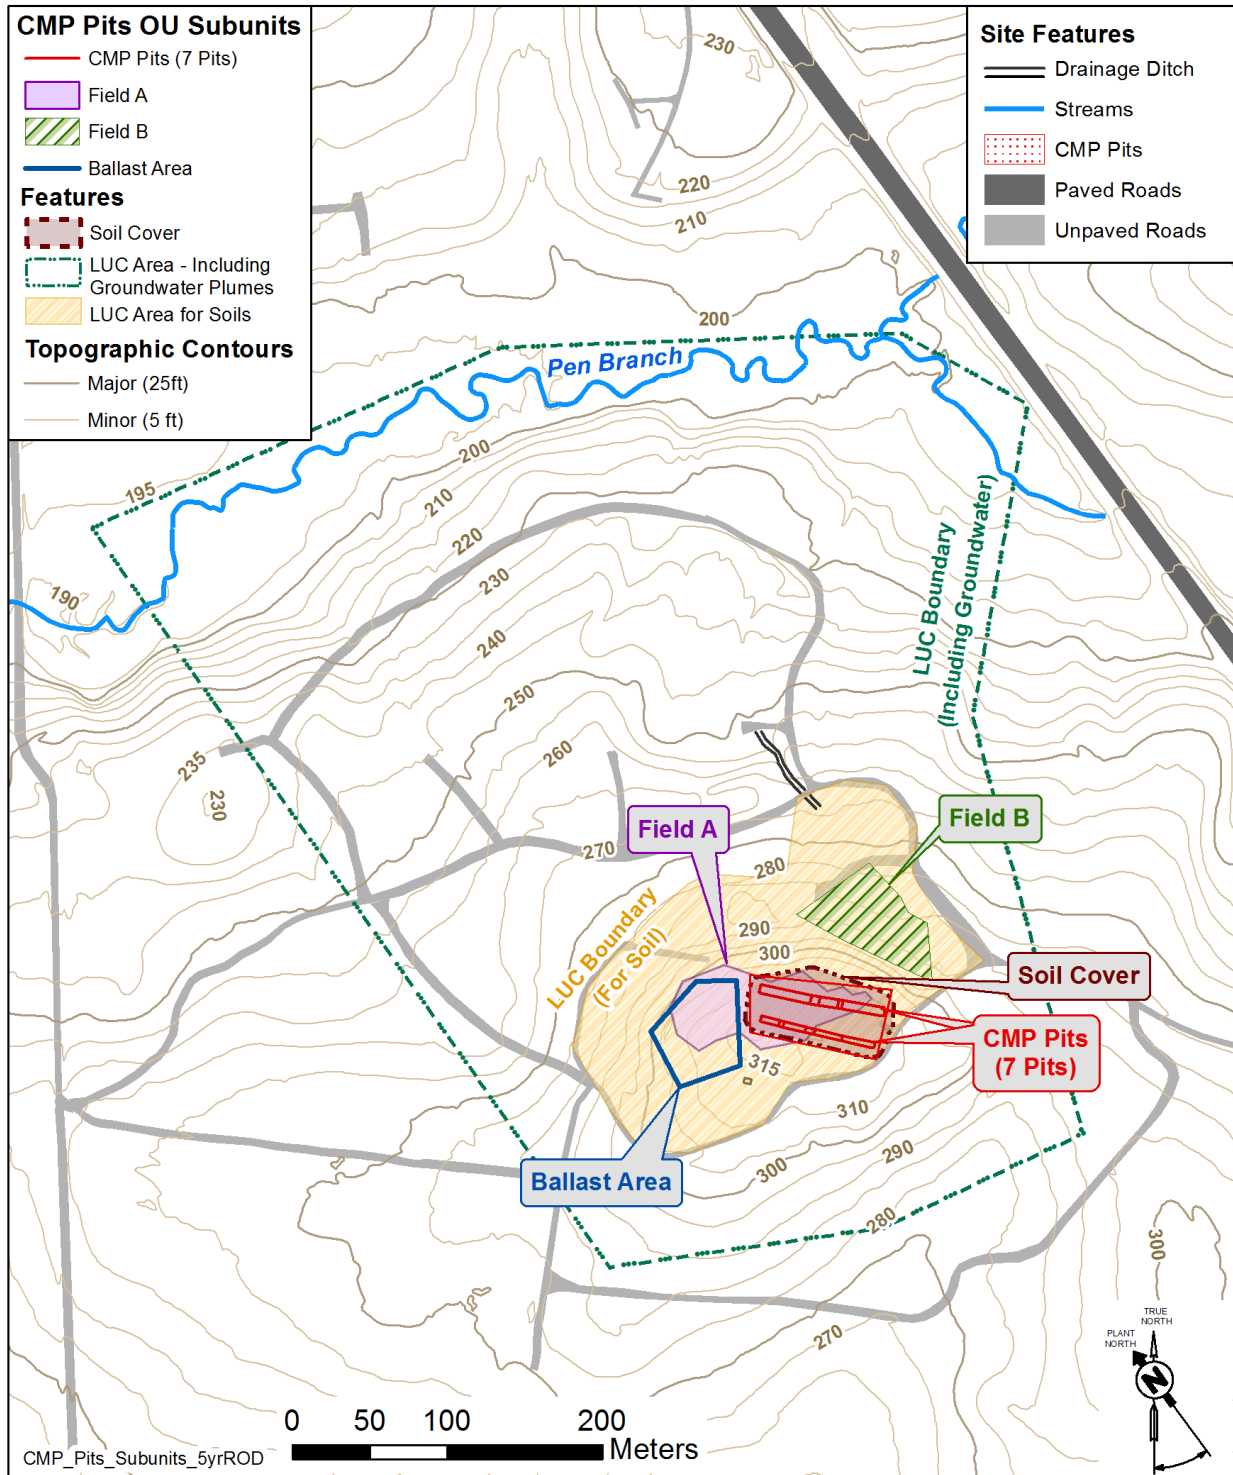 CMP Pits OU Subunits
CMP Pits (7 Pits)
Field A
Field B
Ballast Area
Features
Soil Cover
LUC Area - Including
Groundwater Plumes
LUC Area for Soils
Topographic Contours
Major (25ft)
Minor (5 ft)
Site Features
Drainage Ditch
Streams
CMP Pits
Paved Roads
Unpaved Roads
230
220
210
200
Pen Branch
200
195
210
220
190
230
240
250
260
235
230
LUC Boundary
(Including Groundwater)
Field A
Field B
270
280
290
300
LUC Boundary
(For Soil)
Soil Cover
CMP Pits
(7 Pits)
315
310
290
300
280
Ballast Area
300
270
TRUE
NORTH
PLANT
NORTH
N
0 50 100 200
Meters
CMP_Pits_Subunits_5yrROD